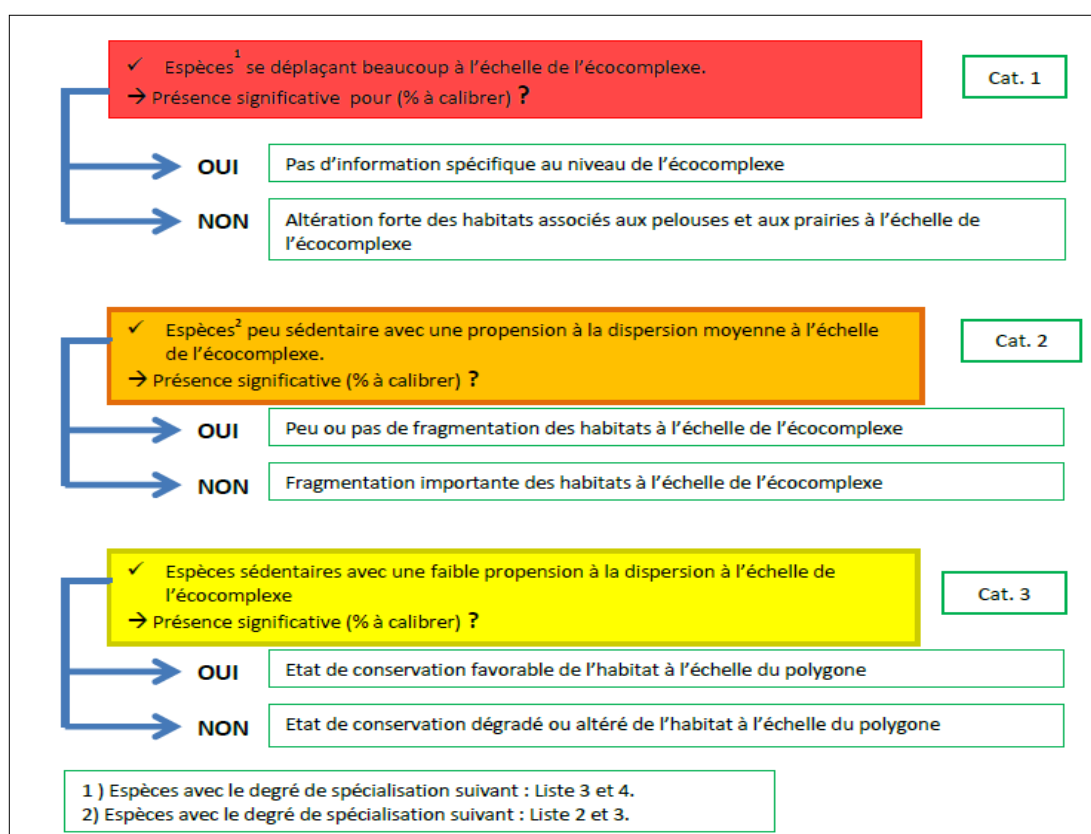 ✓ Espèces¹ se déplaçant beaucoup à l'échelle de l'écocomplexe.
→ Présence significative pour (% à calibrer) ?
Cat. 1
OUI
Pas d'information spécifique au niveau de l'écocomplexe
NON
Altération forte des habitats associés aux pelouses et aux prairies à l'échelle de
l'écocomplexe
✓ Espèces² peu sédentaire avec une propension à la dispersion moyenne à l'échelle
de l'écocomplexe.
→ Présence significative (% à calibrer) ?
Cat. 2
OUI
Peu ou pas de fragmentation des habitats à l'échelle de l'écocomplexe
NON
Fragmentation importante des habitats à l'échelle de l'écocomplexe
✓ Espèces sédentaires avec une faible propension à la dispersion à l'échelle de
l'écocomplexe
→ Présence significative (% à calibrer) ?
Cat. 3
OUI
Etat de conservation favorable de l'habitat à l'échelle du polygone
NON
Etat de conservation dégradé ou altéré de l'habitat à l'échelle du polygone
1 ) Espèces avec le degré de spécialisation suivant : Liste 3 et 4.
2) Espèces avec le degré de spécialisation suivant : Liste 2 et 3.